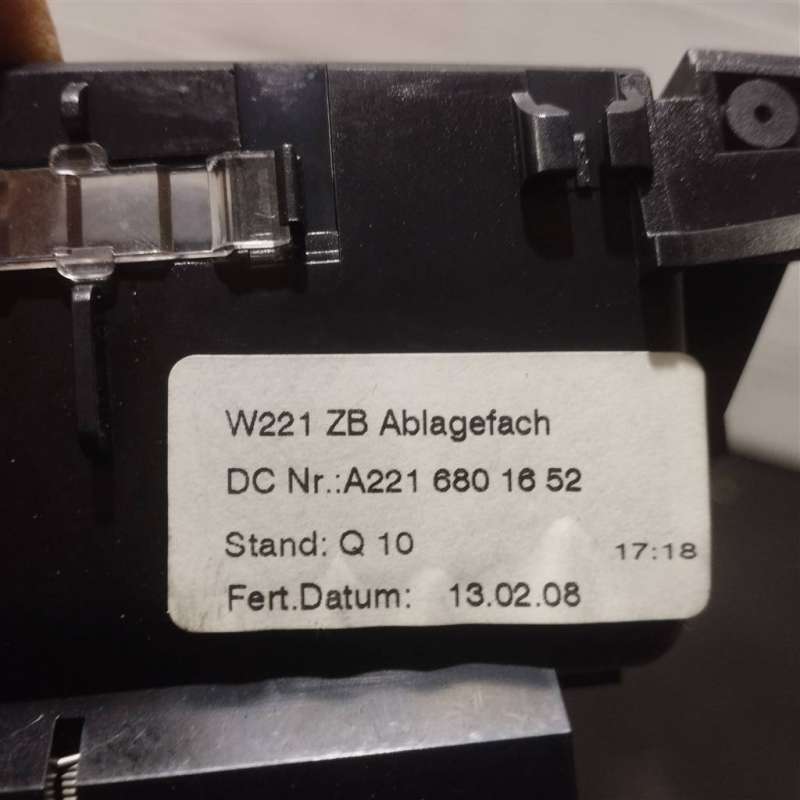 W221 ZB Ablagefach
DC Nr.:A221 680 16 52
Stand: Q 10
17:18
Fert.Datum: 13.02.08